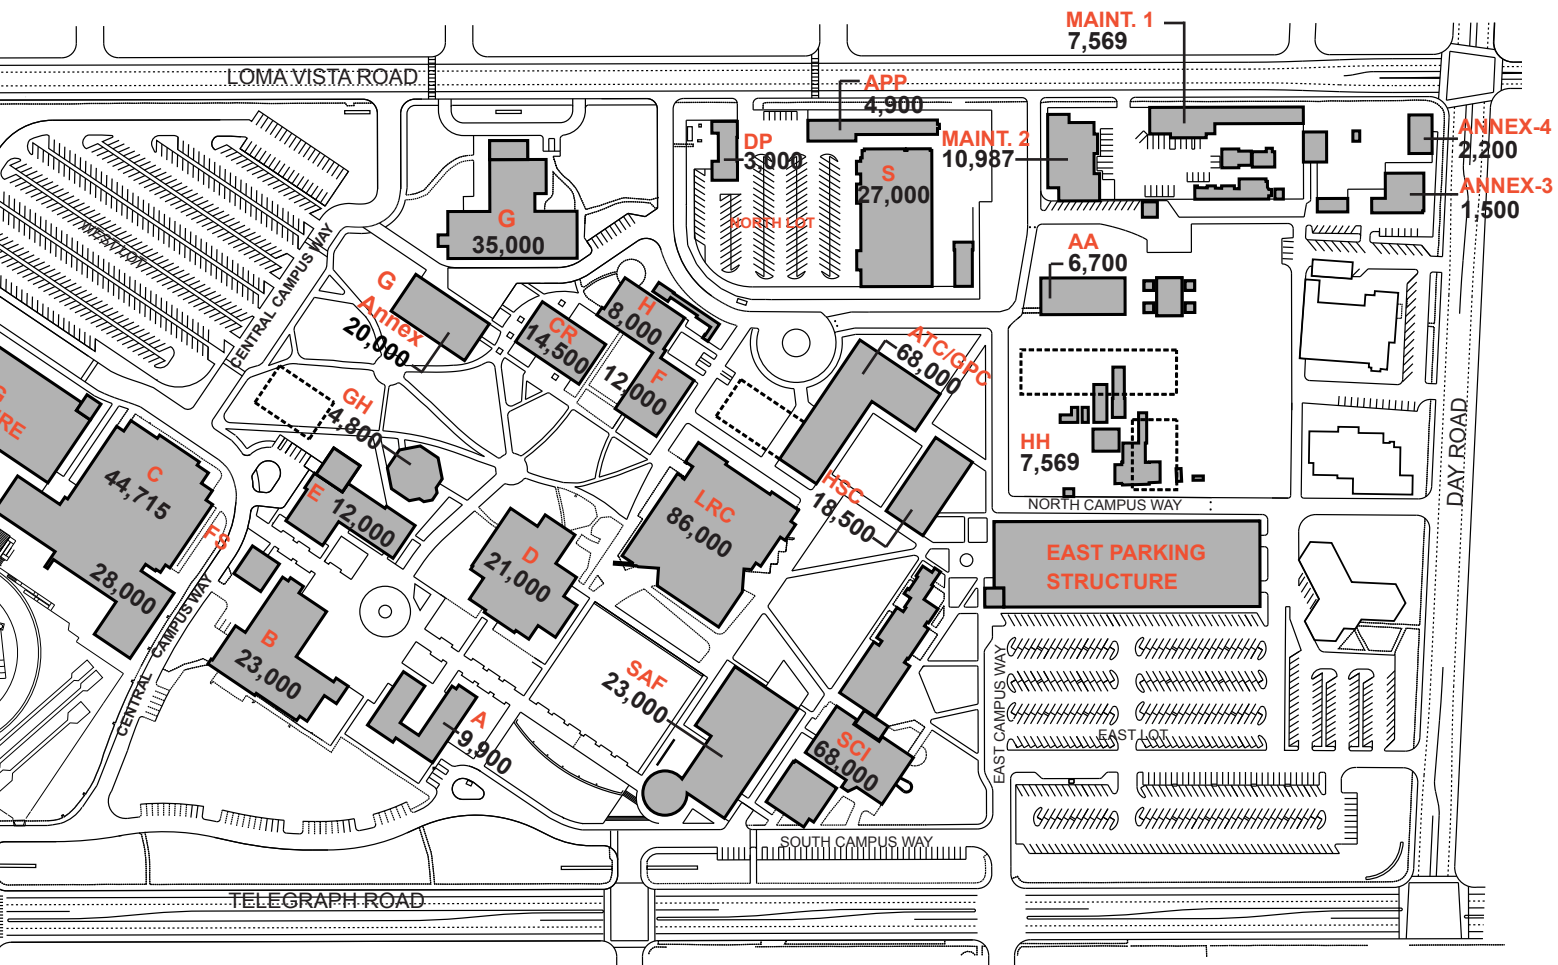 MAINT. 1
7,569
LOMA VISTA ROAD
APP
4,900
ANNEX-4
2,200
DP
3,000
MAINT. 2
10,987
S
27,000
ANNEX-3
1,500
NORTH LOT
G
35,000
WEST LOT
CENTRAL CAMPUS WAY
AA
6,700
G
Annex
20,000
H
8,000
CR
14,500
ATC/GPC
68,000
F
12,000
GH
4,800
HH
7,569
DAY ROAD
G
RE
C
44,715
E
12,000
LRC
86,000
HSC
18,500
NORTH CAMPUS WAY
FS
D
21,000
EAST PARKING
STRUCTURE
28,000
CENTRAL CAMPUS WAY
B
23,000
SAF
23,000
EAST CAMPUS WAY
A
9,900
SCI
68,000
EAST LOT
SOUTH CAMPUS WAY
TELEGRAPH ROAD